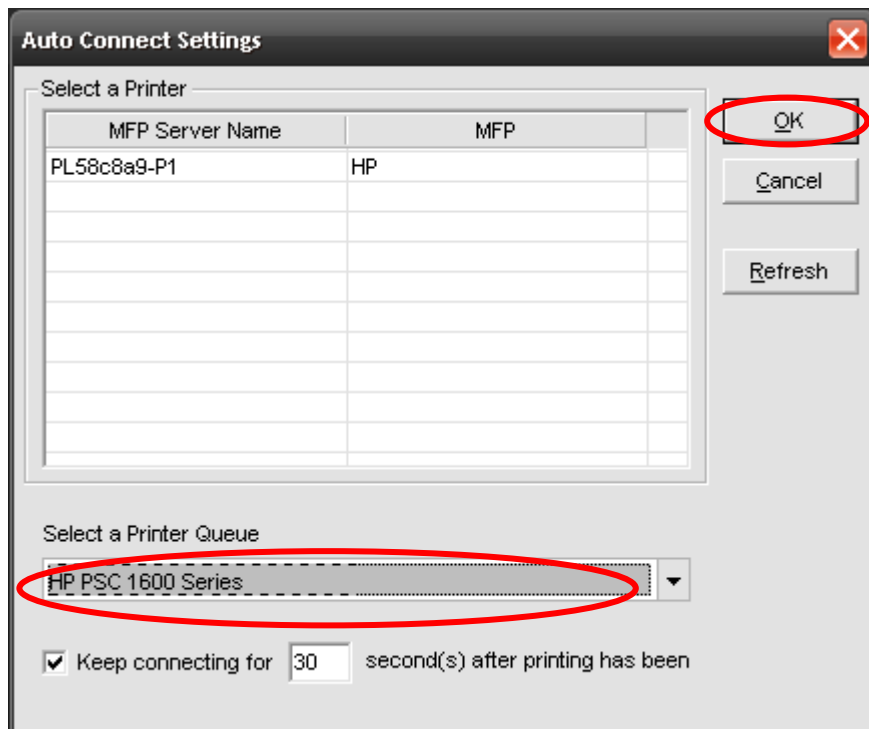 Auto Connect Settings
Select a Printer
MFP Server Name MFP
PL58c8a9-P1 HP
OK
Cancel
Refresh
Select a Printer Queue
HP PSC 1600 Series
Keep connecting for 30 second(s) after printing has been